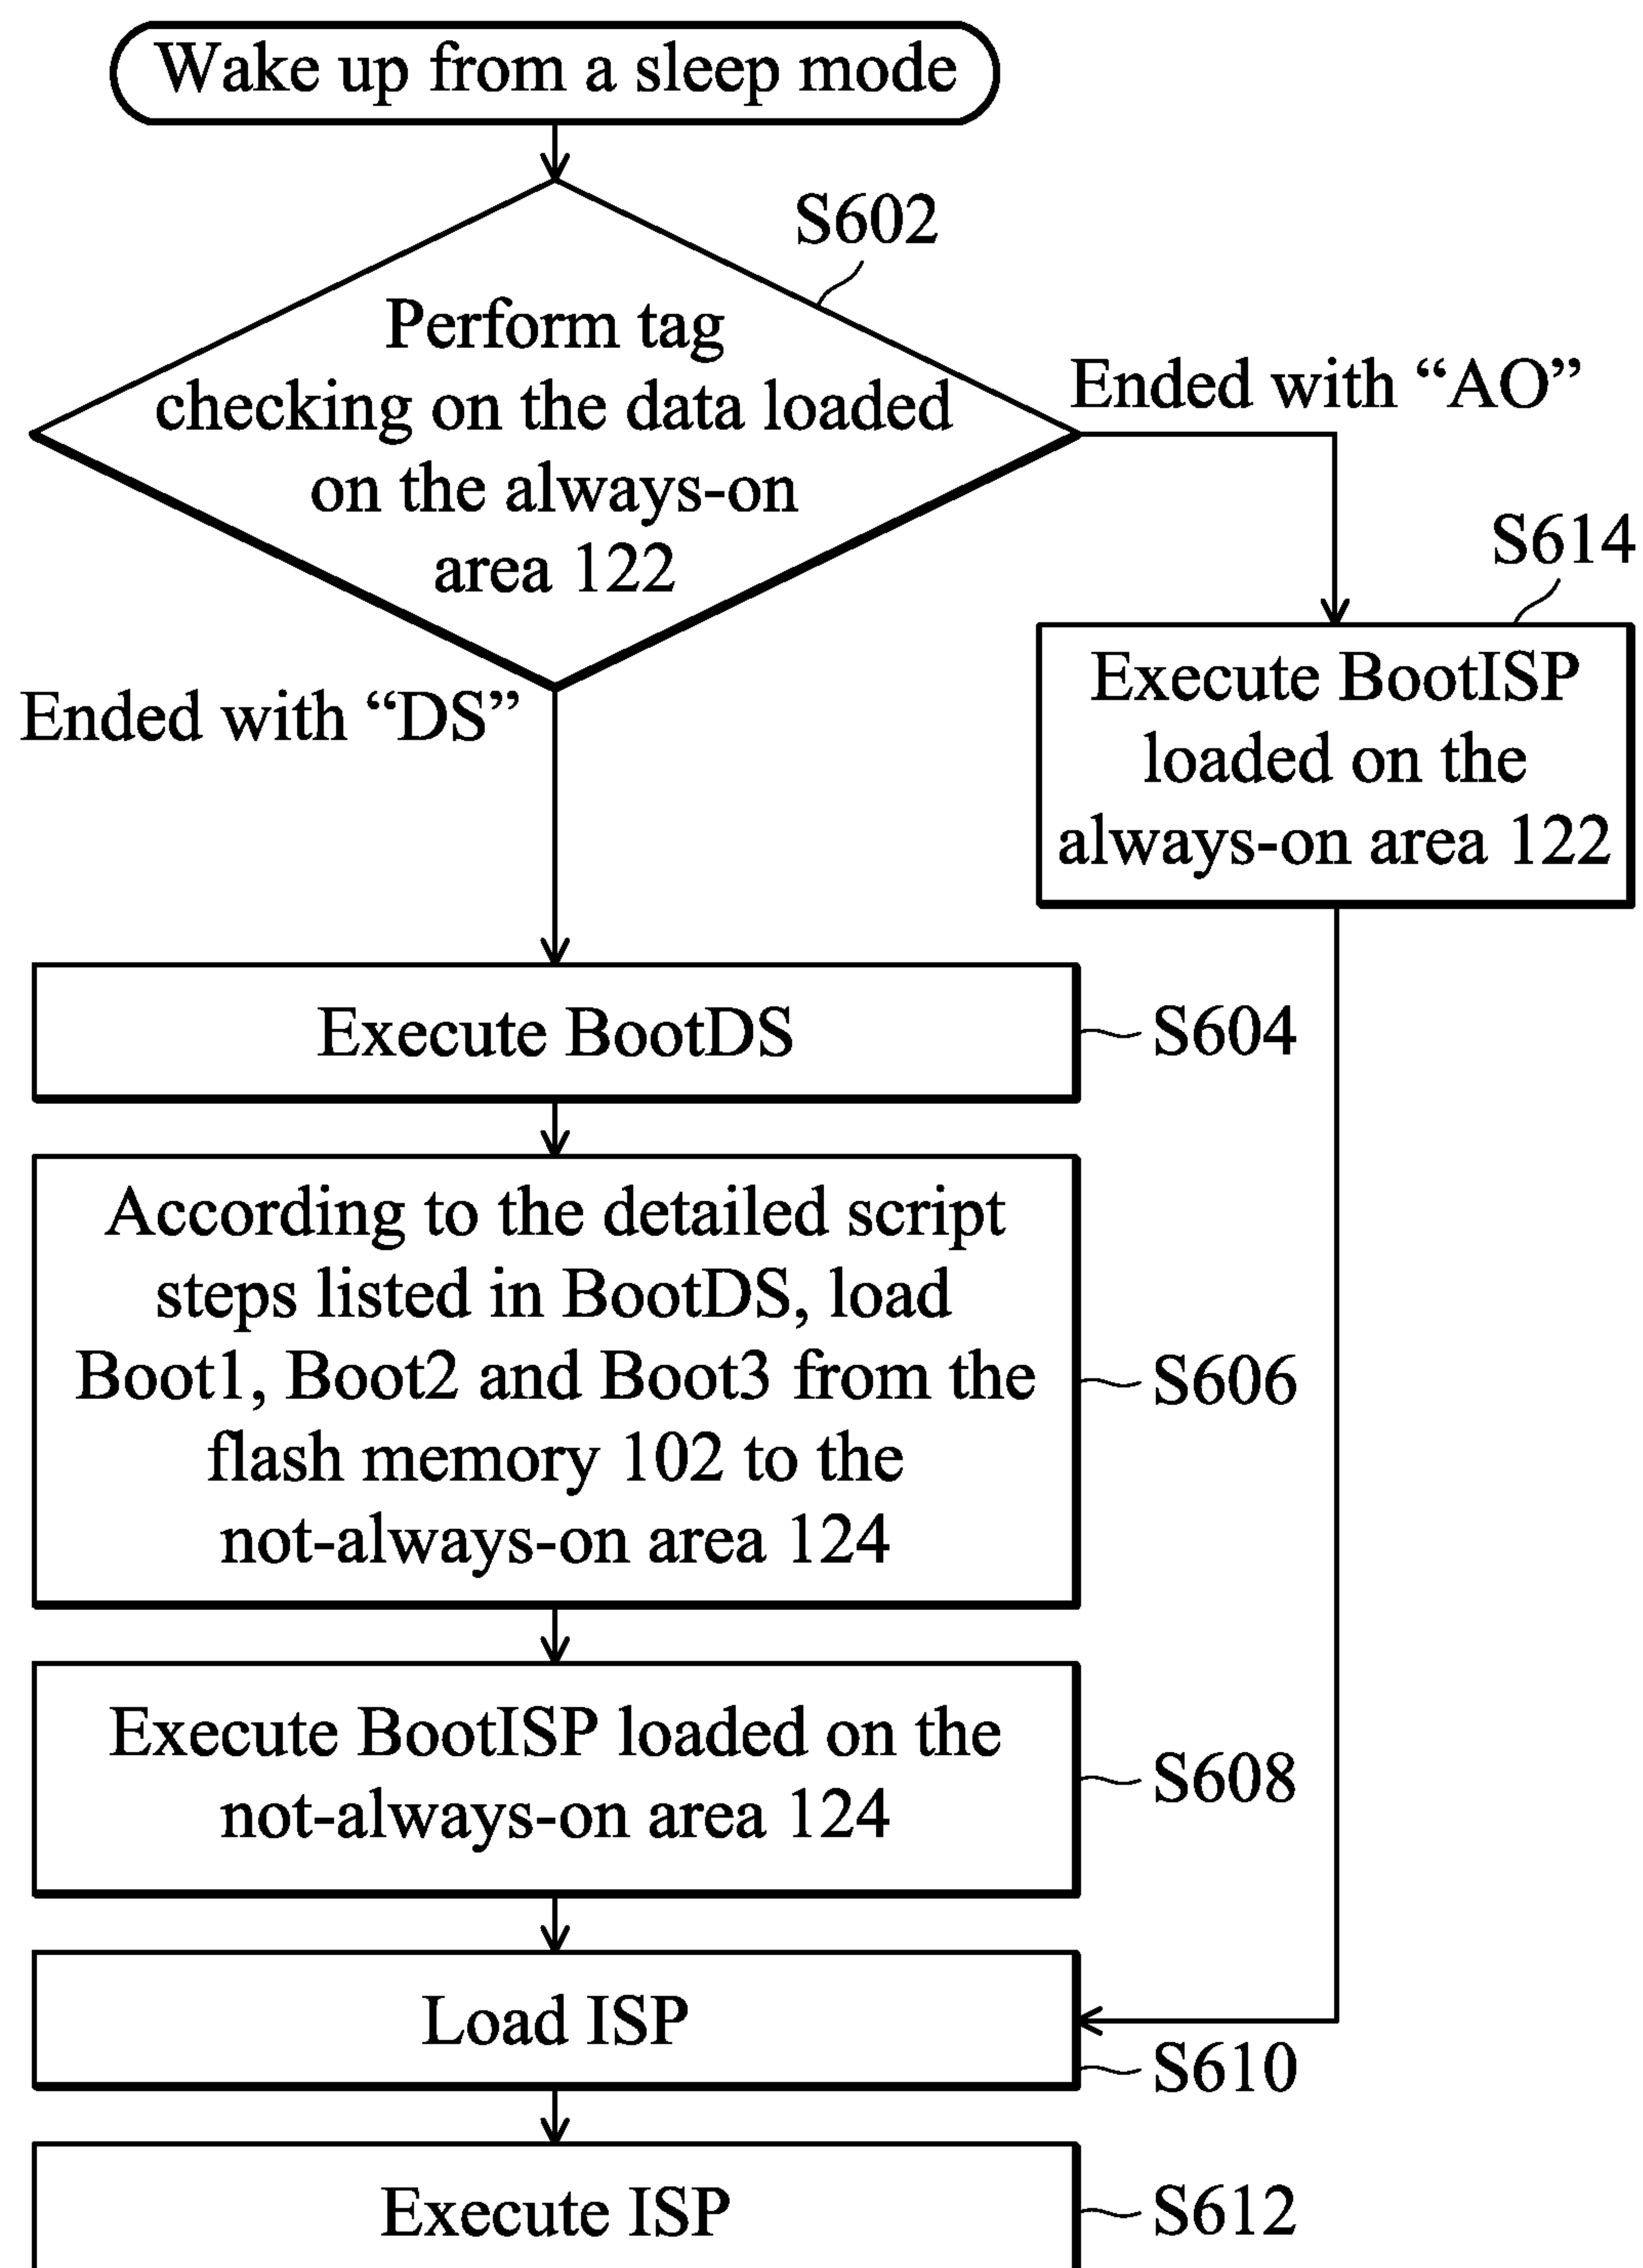 Wake up from a sleep mode
S602
Perform tag
checking on the data loaded
on the always-on
area 122
Ended with “AO”
S614
Execute BootISP
loaded on the
always-on area 122
Ended with “DS”
Execute BootDS
S604
According to the detailed script
steps listed in BootDS, load
Boot1, Boot2 and Boot3 from the
flash memory 102 to the
not-always-on area 124
S606
Execute BootISP loaded on the
not-always-on area 124
S608
Load ISP
S610
Execute ISP
S612